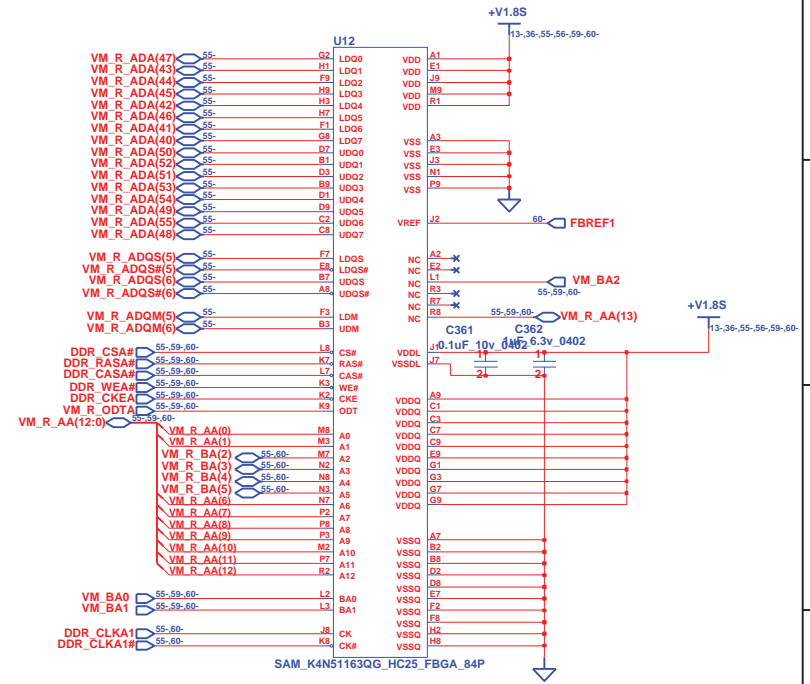 +V1.8S
13-,36-,55-,56-,59-,60-
U12
VM_R_ADA(47) 55- G2 LDQ0 VDD A1
VM_R_ADA(43) 55- H1 LDQ1 VDD E1
VM_R_ADA(44) 55- F9 LDQ2 VDD J9
VM_R_ADA(45) 55- H9 LDQ3 VDD M9
VM_R_ADA(42) 55- H3 LDQ4 VDD R1
VM_R_ADA(46) 55- H7 LDQ5
VM_R_ADA(41) 55- F1 LDQ6
VM_R_ADA(40) 55- G8 LDQ7 VSS A3
VM_R_ADA(50) 55- D7 UDQ0 VSS E3
VM_R_ADA(52) 55- B1 UDQ1 VSS J3
VM_R_ADA(51) 55- D3 UDQ2 VSS N1
VM_R_ADA(53) 55- B9 UDQ3 VSS P9
VM_R_ADA(54) 55- D1 UDQ4
VM_R_ADA(49) 55- D9 UDQ5
VM_R_ADA(55) 55- C2 UDQ6 VREF J2 60- FBREF1
VM_R_ADA(48) 55- C8 UDQ7
VM_R_ADQS(5) 55- F7 LDQS NC A2
VM_R_ADQS#(5) 55- E8 LDQS# NC E2
VM_R_ADQS(6) 55- B7 UDQS NC L1 VM_BA2
VM_R_ADQS#(6) 55- A8 UDQS# NC R3 55-,59-,60-
NC R7
VM_R_ADQM(5) 55- F3 LDM NC R8 55-,59-,60- VM_R_AA(13)
VM_R_ADQM(6) 55- B3 UDM
+V1.8S
13-,36-,55-,56-,59-,60-
C361 C362
0.1uF_10v_0402 1uF_6.3v_0402
DDR_CSA# 55-,59-,60- L8 CS# VDDL J1 1 1
DDR_RASA# 55-,59-,60- K7 RAS# VSSDL J7
DDR_CASA# 55-,59-,60- L7 CAS# 2 2
DDR_WEA# 55-,59-,60- K3 WE#
DDR_CKEA 55-,59-,60- K2 CKE VDDQ A9
VM_R_ODTA 55-,59-,60- K9 ODT VDDQ C1
VM_R_AA(12:0) 55-,59-,60- VDDQ C3
VM_R_AA(0) M8 A0 VDDQ C7
VM_R_AA(1) M3 A1 VDDQ C9
VM_R_BA(2) 55-,60- M7 A2 VDDQ E9
VM_R_BA(3) 55-,60- N2 A3 VDDQ G1
VM_R_BA(4) 55-,60- N8 A4 VDDQ G3
VM_R_BA(5) 55-,60- N3 A5 VDDQ G7
VM_R_AA(6) N7 A6 VDDQ G9
VM_R_AA(7) P2 A7
VM_R_AA(8) P8 A8
VM_R_AA(9) P3 A9 VSSQ A7
VM_R_AA(10) M2 A10 VSSQ B2
VM_R_AA(11) P7 A11 VSSQ B8
VM_R_AA(12) R2 A12 VSSQ D2
VSSQ D8
VM_BA0 55-,59-,60- L2 BA0 VSSQ E7
VM_BA1 55-,59-,60- L3 BA1 VSSQ F2
VSSQ F8
DDR_CLKA1 55-,60- J8 CK VSSQ H2
DDR_CLKA1# 55-,60- K8 CK# VSSQ H8
SAM_K4N51163QG_HC25_FBGA_84P